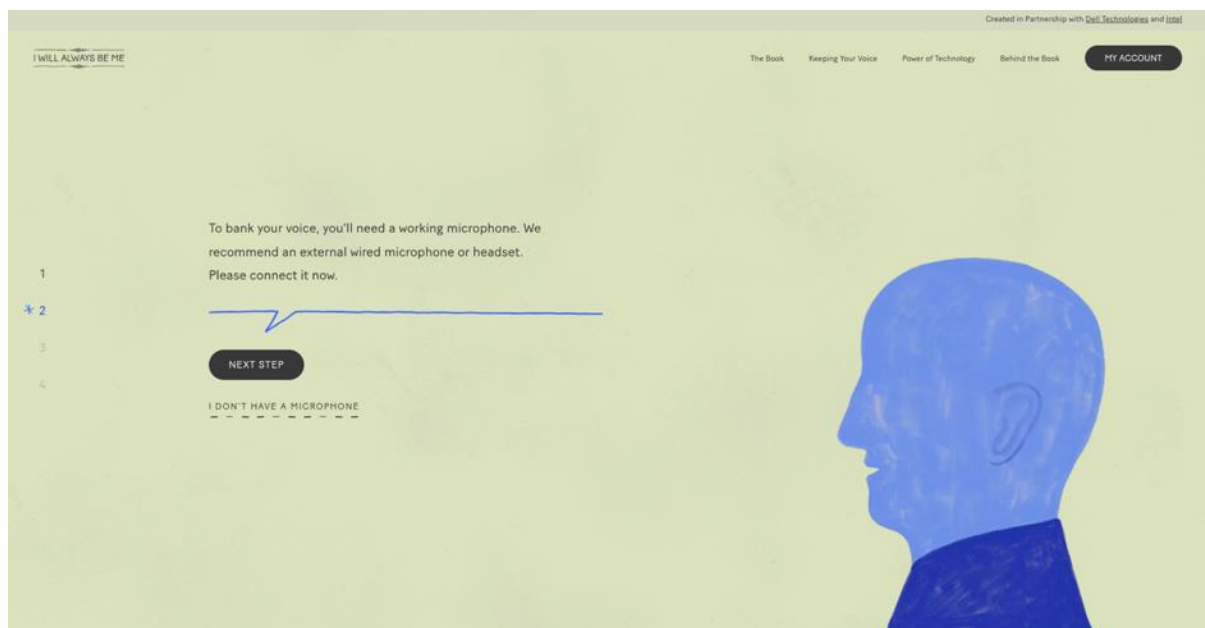 Created in Partnership with Dell Technologies and Intel
I WILL ALWAYS BE ME
The Book
Keeping Your Voice
Power of Technology
Behind the Book
MY ACCOUNT
To bank your voice, you'll need a working microphone. We
recommend an external wired microphone or headset.
Please connect it now.
1
* 2
3
4
NEXT STEP
I DON'T HAVE A MICROPHONE